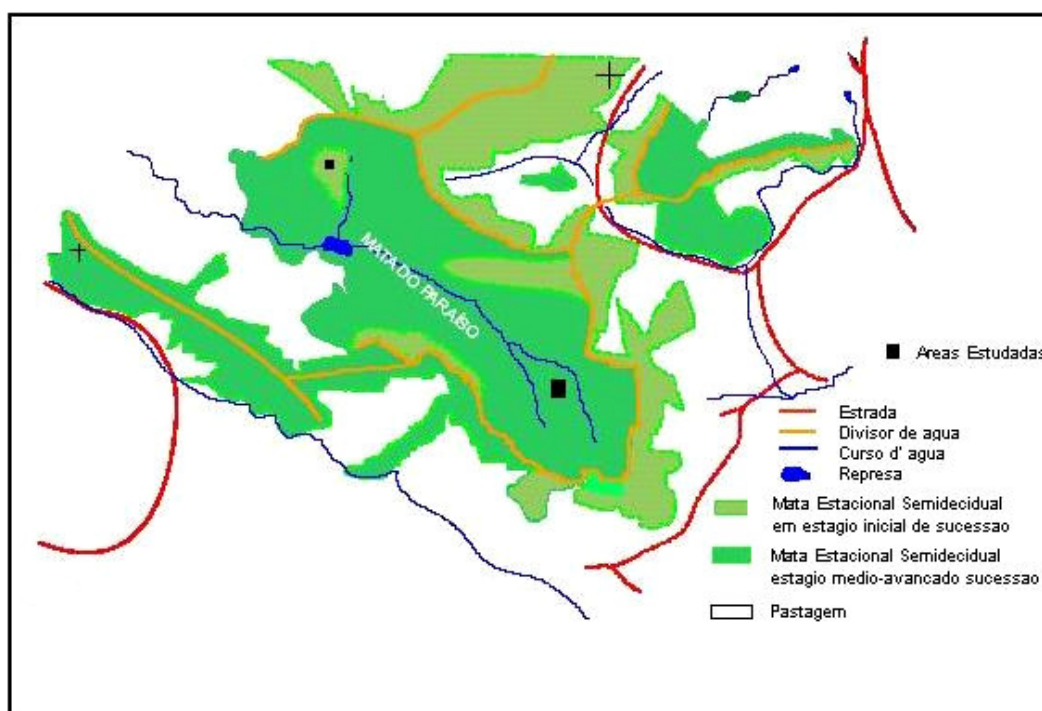 MATA DO PARAÍSO
Areas Estudadas
Estrada
Divisor de agua
Curso d' agua
Represa
Mata Estacional Semidecidual
em estagio inicial de sucessao
Mata Estacional Semidecidual
estagio medio-avancado sucessao
Pastagem